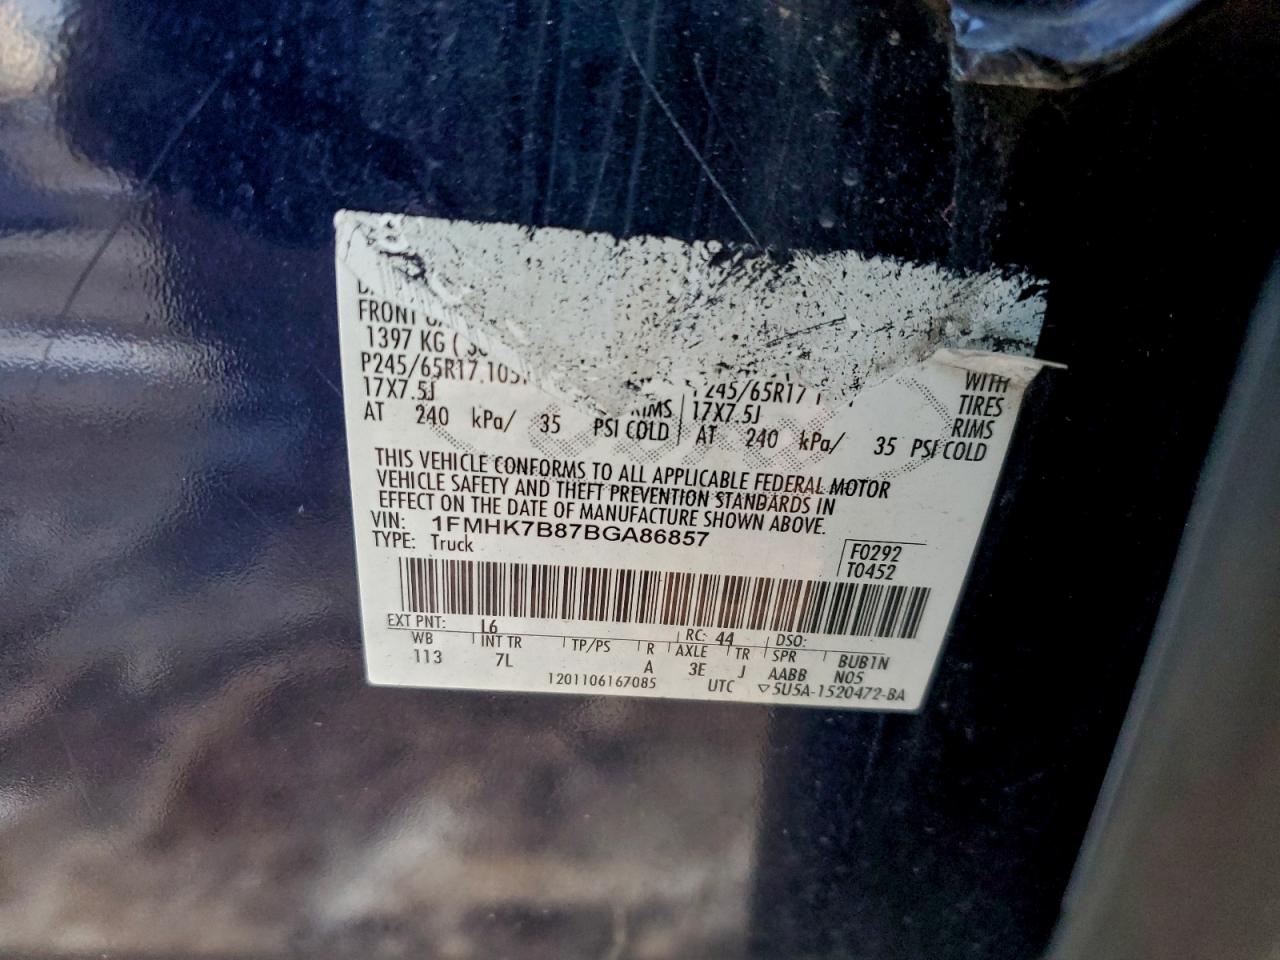 FRONT
1397 KG
P245/65R17
17X7.5J RIMS
AT 240 kPa/ 35 PSI COLD
WITH
245/65R17 TIRES
17X7.5J RIMS
AT 240 kPa/ 35 PSI COLD
THIS VEHICLE CONFORMS TO ALL APPLICABLE FEDERAL MOTOR
VEHICLE SAFETY AND THEFT PREVENTION STANDARDS IN
EFFECT ON THE DATE OF MANUFACTURE SHOWN ABOVE.
VIN: 1FMHK7B87BGA86857
TYPE: Truck
F0292
T0452
EXT PNT: L6 RC: 44 DSO:
WB INT TR TP/PS R AXLE TR SPR BUB1N
113 7L A 3E J AABB N05
1201106167085 UTC ▽5U5A-1520472-BA